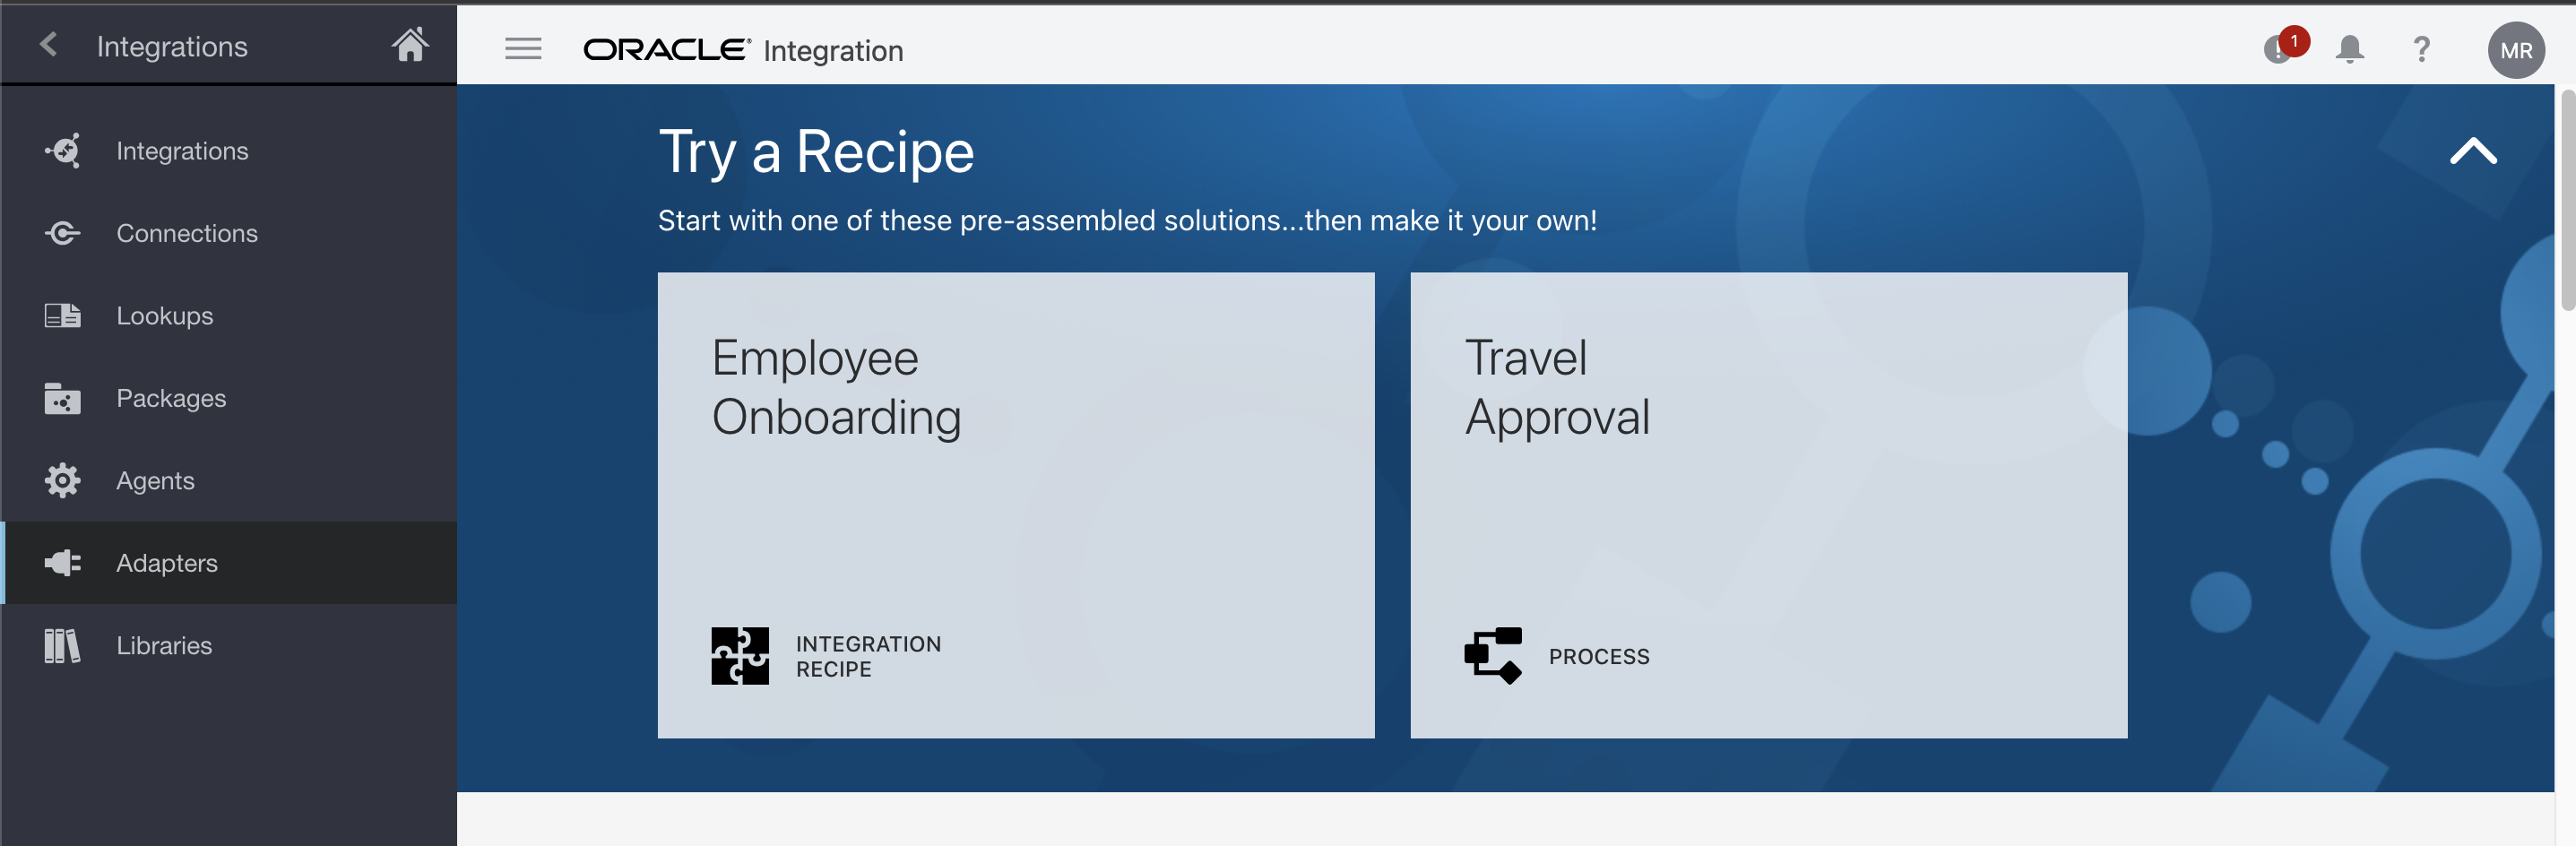 Integrations
ORACLE Integration
1
?
MR
Integrations
Connections
Lookups
Packages
Agents
Adapters
Libraries
Try a Recipe
Start with one of these pre-assembled solutions...then make it your own!
Employee
Onboarding
INTEGRATION
RECIPE
Travel
Approval
PROCESS